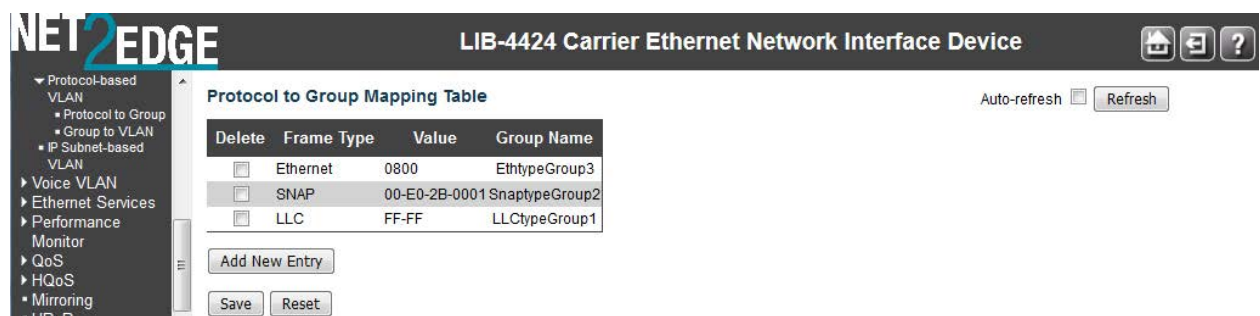 NET2EDGE
LIB-4424 Carrier Ethernet Network Interface Device
?
Protocol-based
VLAN
Protocol to Group
Group to VLAN
IP Subnet-based
VLAN
Voice VLAN
Ethernet Services
Performance
Monitor
QoS
HQoS
Mirroring
Protocol to Group Mapping Table
Auto-refresh Refresh
Delete Frame Type Value Group Name
Ethernet 0800 EthtypeGroup3
SNAP 00-E0-2B-0001 SnaptypeGroup2
LLC FF-FF LLCtypeGroup1
Add New Entry
Save Reset